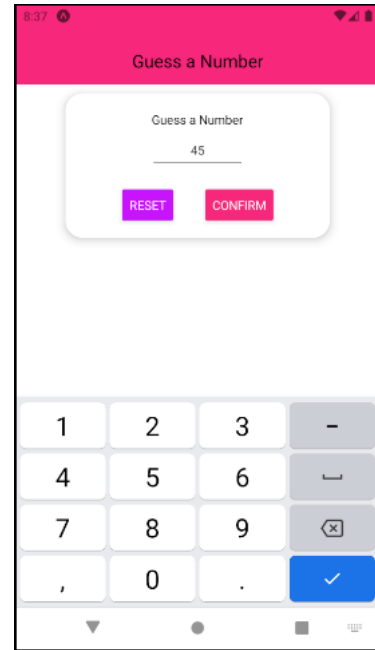 8:37
Guess a Number
Guess a Number
45
RESET CONFIRM
1 2 3 -
4 5 6
7 8 9
, 0 .